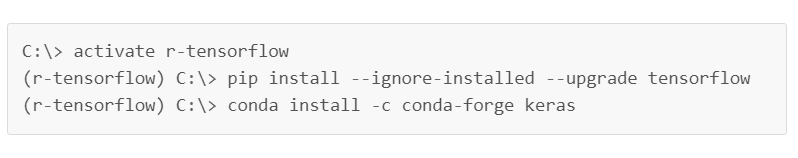 C:\> activate r-tensorflow
(r-tensorflow) C:\> pip install --ignore-installed --upgrade tensorflow
(r-tensorflow) C:\> conda install -c conda-forge keras